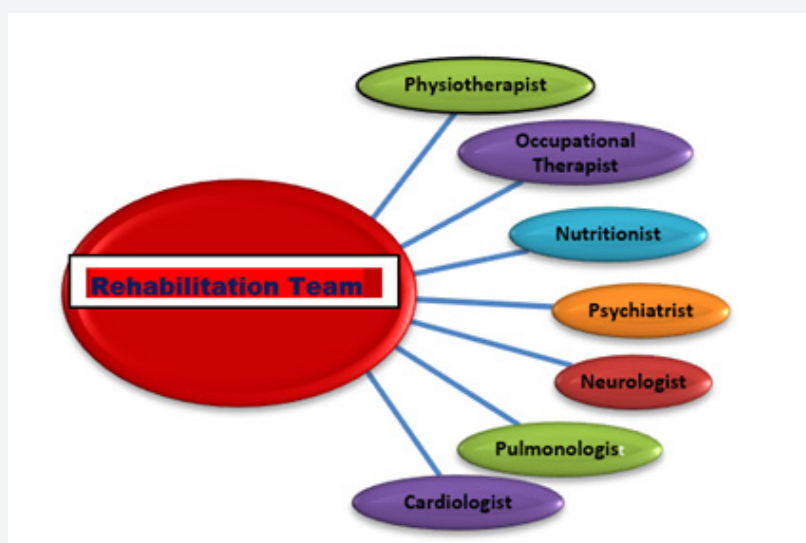 Physiotherapist
Occupational
Therapist
Nutritionist
Rehabilitation Team
Psychiatrist
Neurologist
Pulmonologist
Cardiologist